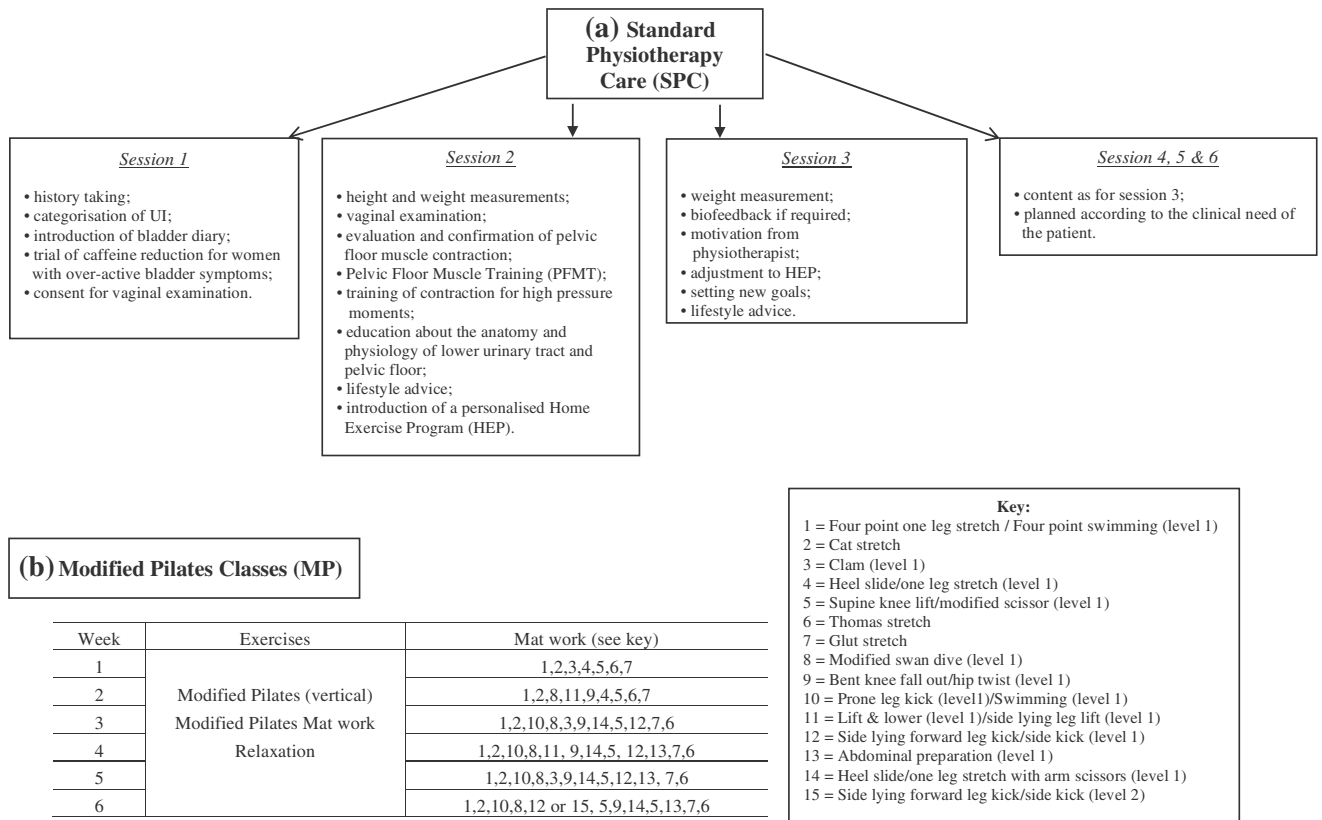 (a) Standard
Physiotherapy
Care (SPC)
Session 1
• history taking;
• categorisation of UI;
• introduction of bladder diary;
• trial of caffeine reduction for women
with over-active bladder symptoms;
• consent for vaginal examination.
Session 2
• height and weight measurements;
• vaginal examination;
• evaluation and confirmation of pelvic
floor muscle contraction;
• Pelvic Floor Muscle Training (PFMT);
• training of contraction for high pressure
moments;
• education about the anatomy and
physiology of lower urinary tract and
pelvic floor;
• lifestyle advice;
• introduction of a personalised Home
Exercise Program (HEP).
Session 3
• weight measurement;
• biofeedback if required;
• motivation from
physiotherapist;
• adjustment to HEP;
• setting new goals;
• lifestyle advice.
Session 4, 5 & 6
• content as for session 3;
• planned according to the clinical need of
the patient.
(b) Modified Pilates Classes (MP)
Week Exercises Mat work (see key)
1 1,2,3,4,5,6,7
2 Modified Pilates (vertical) 1,2,8,11,9,4,5,6,7
3 Modified Pilates Mat work 1,2,10,8,3,9,14,5,12,7,6
4 Relaxation 1,2,10,8,11, 9,14,5, 12,13,7,6
5 1,2,10,8,3,9,14,5,12,13, 7,6
6 1,2,10,8,12 or 15, 5,9,14,5,13,7,6
Key:
1 = Four point one leg stretch / Four point swimming (level 1)
2 = Cat stretch
3 = Clam (level 1)
4 = Heel slide/one leg stretch (level 1)
5 = Supine knee lift/modified scissor (level 1)
6 = Thomas stretch
7 = Glut stretch
8 = Modified swan dive (level 1)
9 = Bent knee fall out/hip twist (level 1)
10 = Prone leg kick (level1)/Swimming (level 1)
11 = Lift & lower (level 1)/side lying leg lift (level 1)
12 = Side lying forward leg kick/side kick (level 1)
13 = Abdominal preparation (level 1)
14 = Heel slide/one leg stretch with arm scissors (level 1)
15 = Side lying forward leg kick/side kick (level 2)